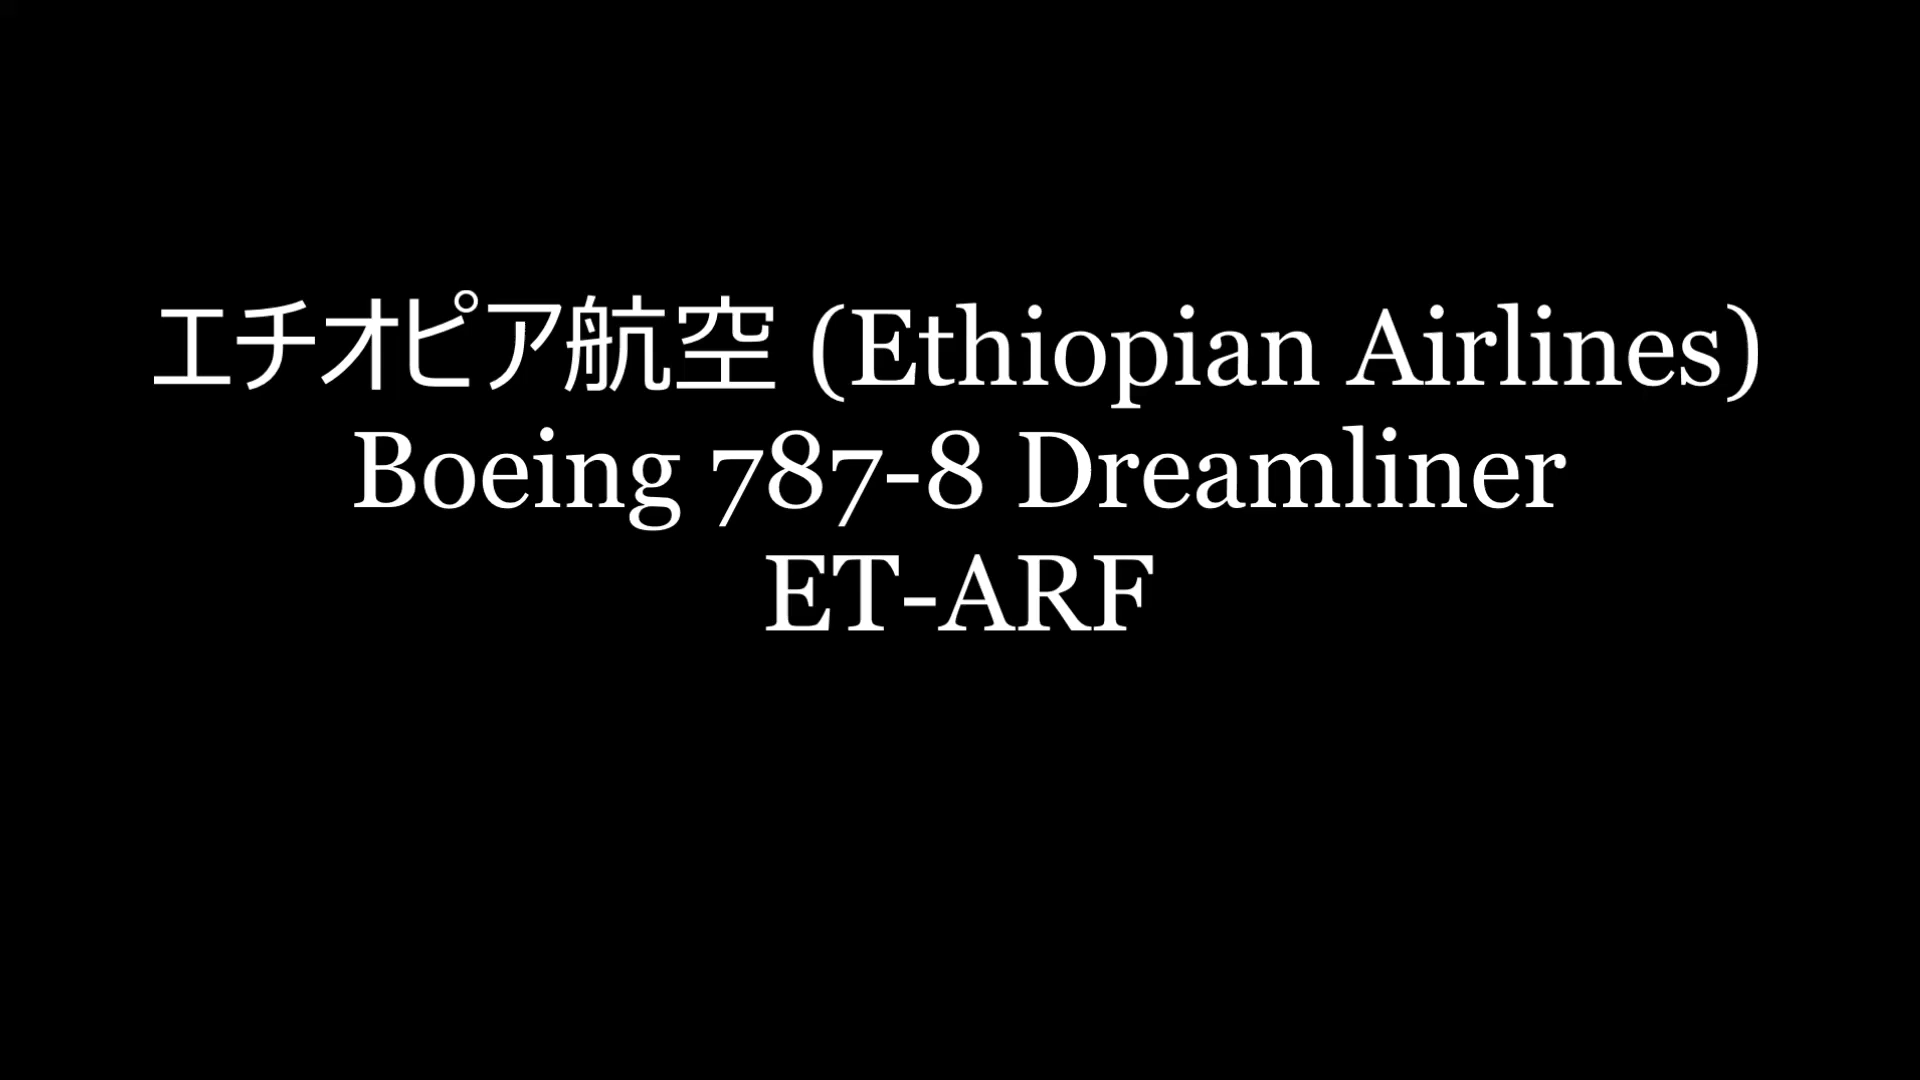 エチオピア航空 (Ethiopian Airlines)
Boeing 787-8 Dreamliner
ET-ARF